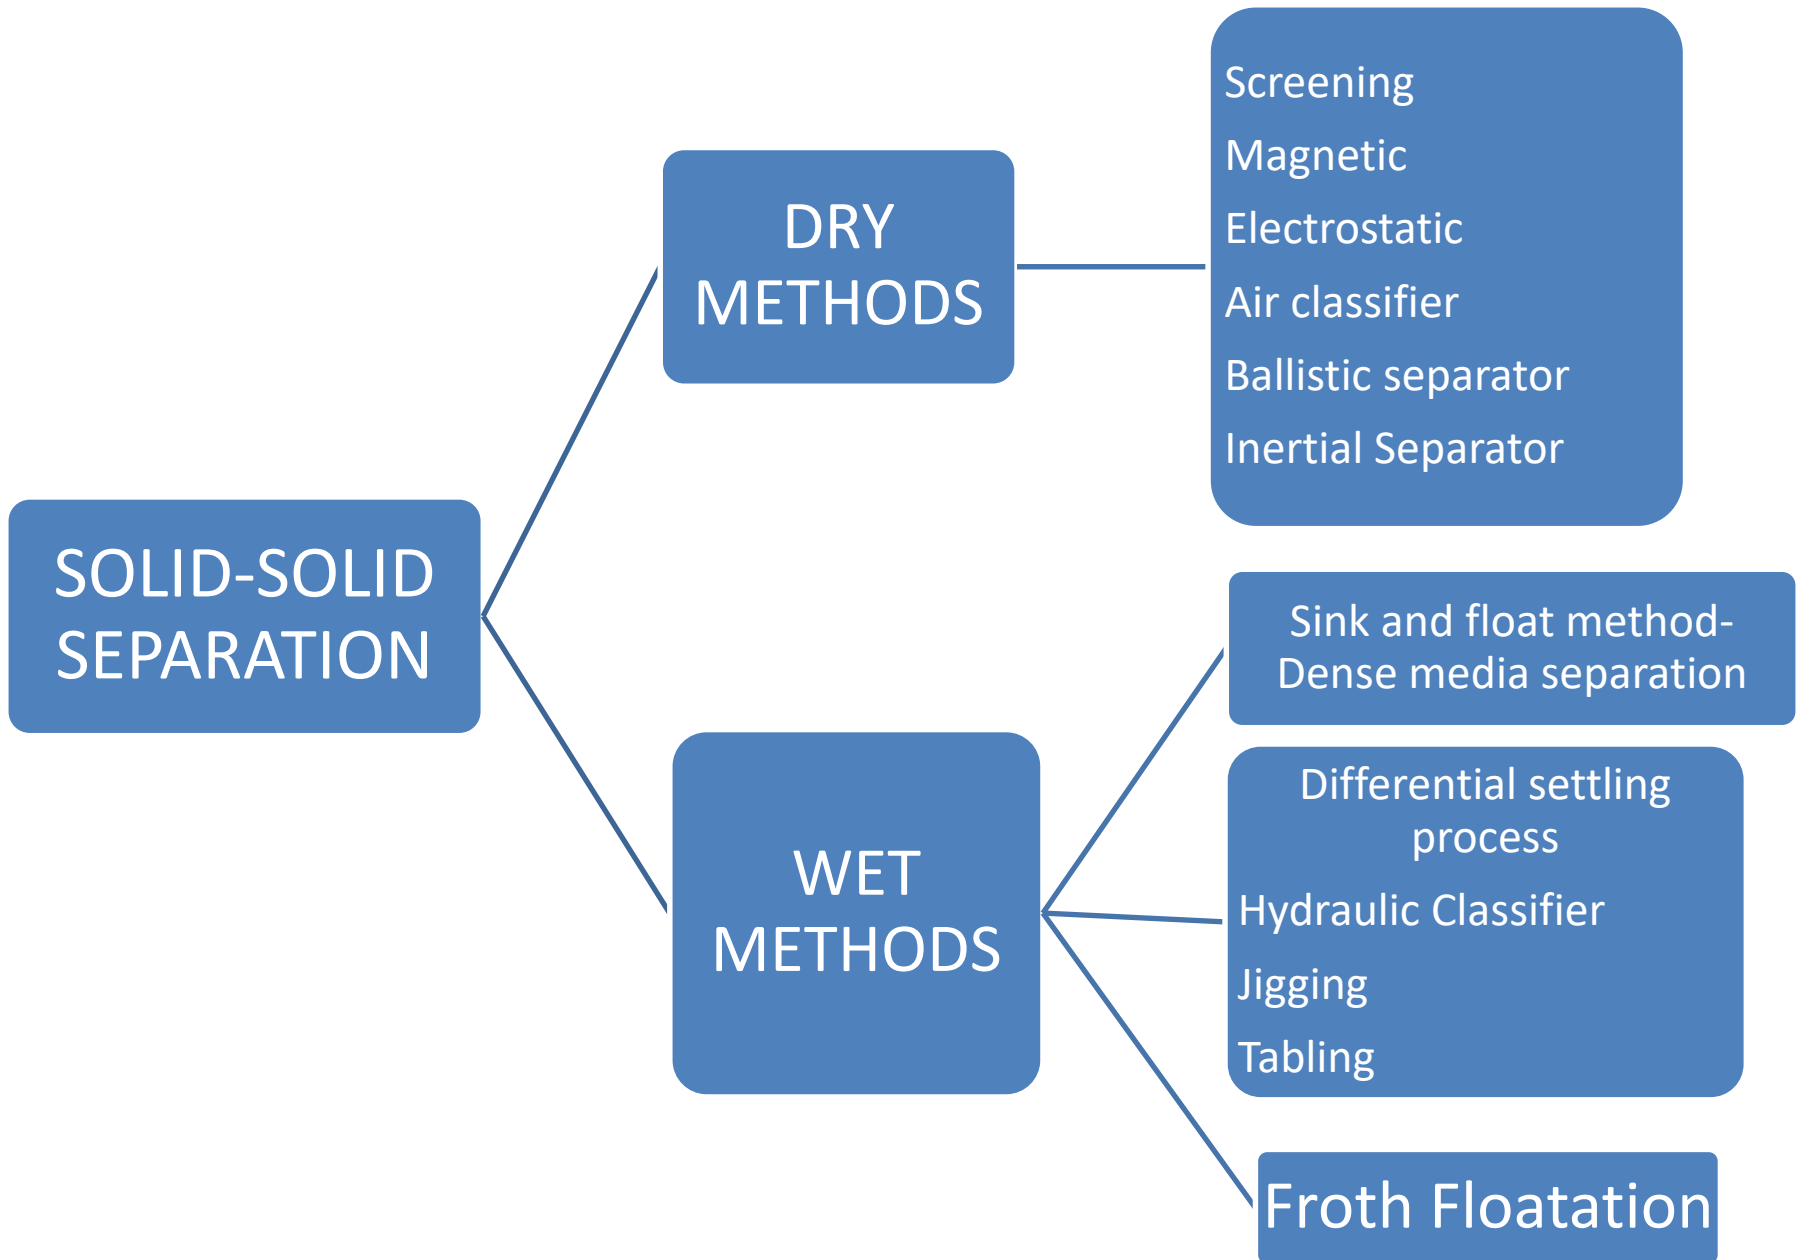 SOLID-SOLID
SEPARATION
DRY
METHODS
Screening
Magnetic
Electrostatic
Air classifier
Ballistic separator
Inertial Separator
WET
METHODS
Sink and float method-
Dense media separation
Differential settling
process
Hydraulic Classifier
Jigging
Tabling
Froth Floatation